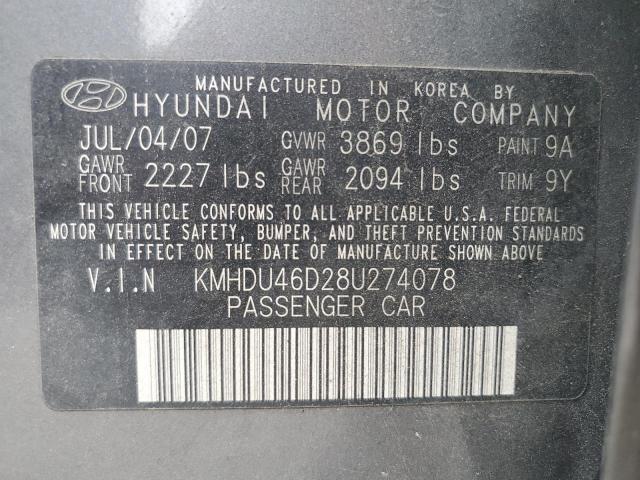 MANUFACTURED IN KOREA BY
HYUNDAI MOTOR COMPANY
JUL/04/07 GVWR 3869 lbs PAINT 9A
GAWR FRONT 2227 lbs GAWR REAR 2094 lbs TRIM 9Y
THIS VEHICLE CONFORMS TO ALL APPLICABLE U.S.A. FEDERAL
MOTOR VEHICLE SAFETY, BUMPER, AND THEFT PREVENTION STANDARDS
IN EFFECT ON THE DATE OF MANUFACTURE SHOWN ABOVE
V.I.N KMHDU46D28U274078
PASSENGER CAR